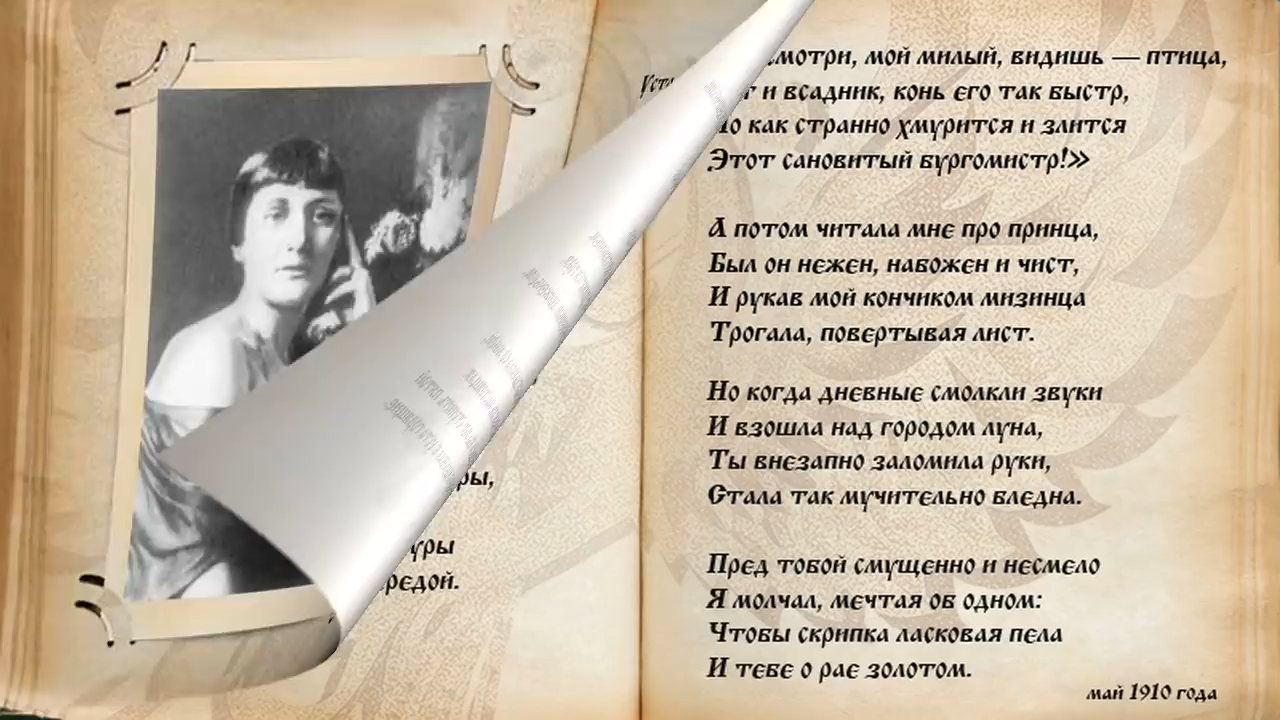 ры,
уры
редой.
смотри, мой милый, видишь — птица,
и всадник, конь его так быстр,
Но как странно хмурится и злится
Этот сановитый бургомистр!»
А потом читала мне про принца,
Был он нежен, набожен и чист,
И рукав мой кончиком мизинца
Трогала, повертывая лист.
Но когда дневные смолкли звуки
И взошла над городом луна,
Ты внезапно заломила руки,
Стала так мучительно бледна.
Пред тобой смущенно и несмело
Я молчал, мечтая об одном:
Чтобы скрипка ласковая пела
И тебе о рае золотом.
май 1910 года